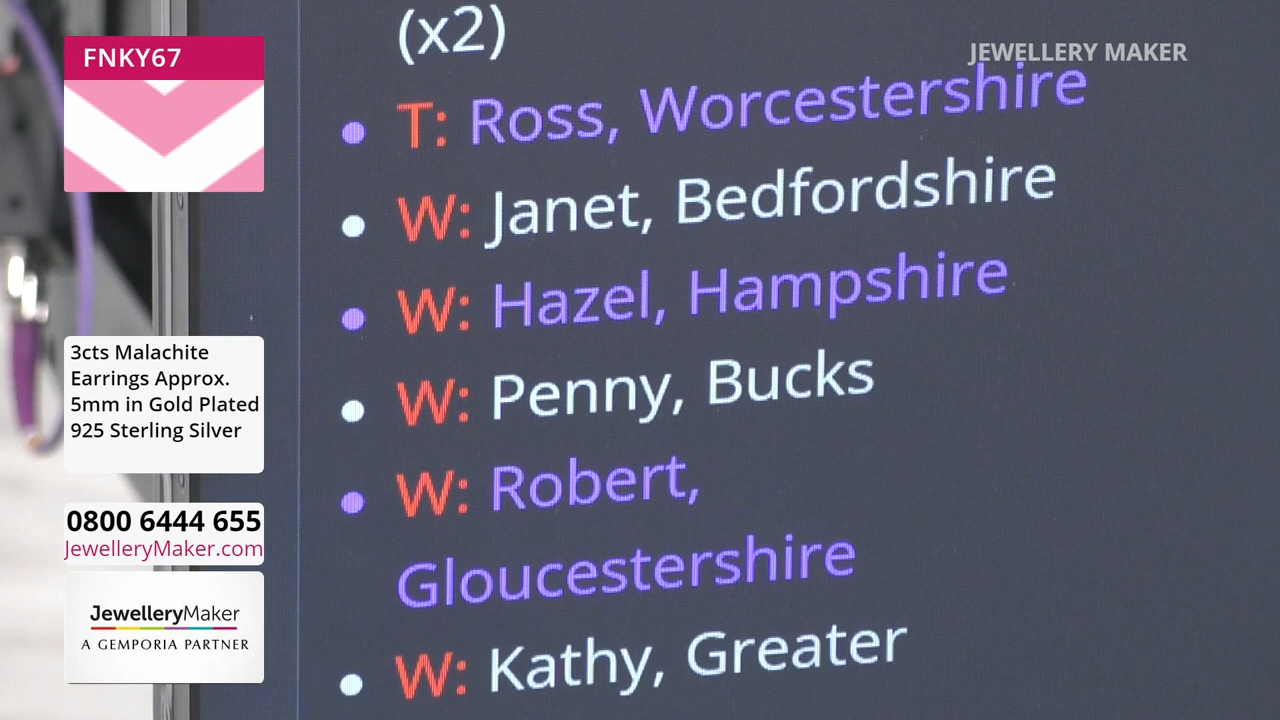 FNKY67
JEWELLERY MAKER
(x2)
T: Ross, Worcestershire
W: Janet, Bedfordshire
W: Hazel, Hampshire
W: Penny, Bucks
W: Robert,
Gloucestershire
W: Kathy, Greater
3cts Malachite
Earrings Approx.
5mm in Gold Plated
925 Sterling Silver
0800 6444 655
JewelleryMaker.com
JewelleryMaker
A GEMPORIA PARTNER